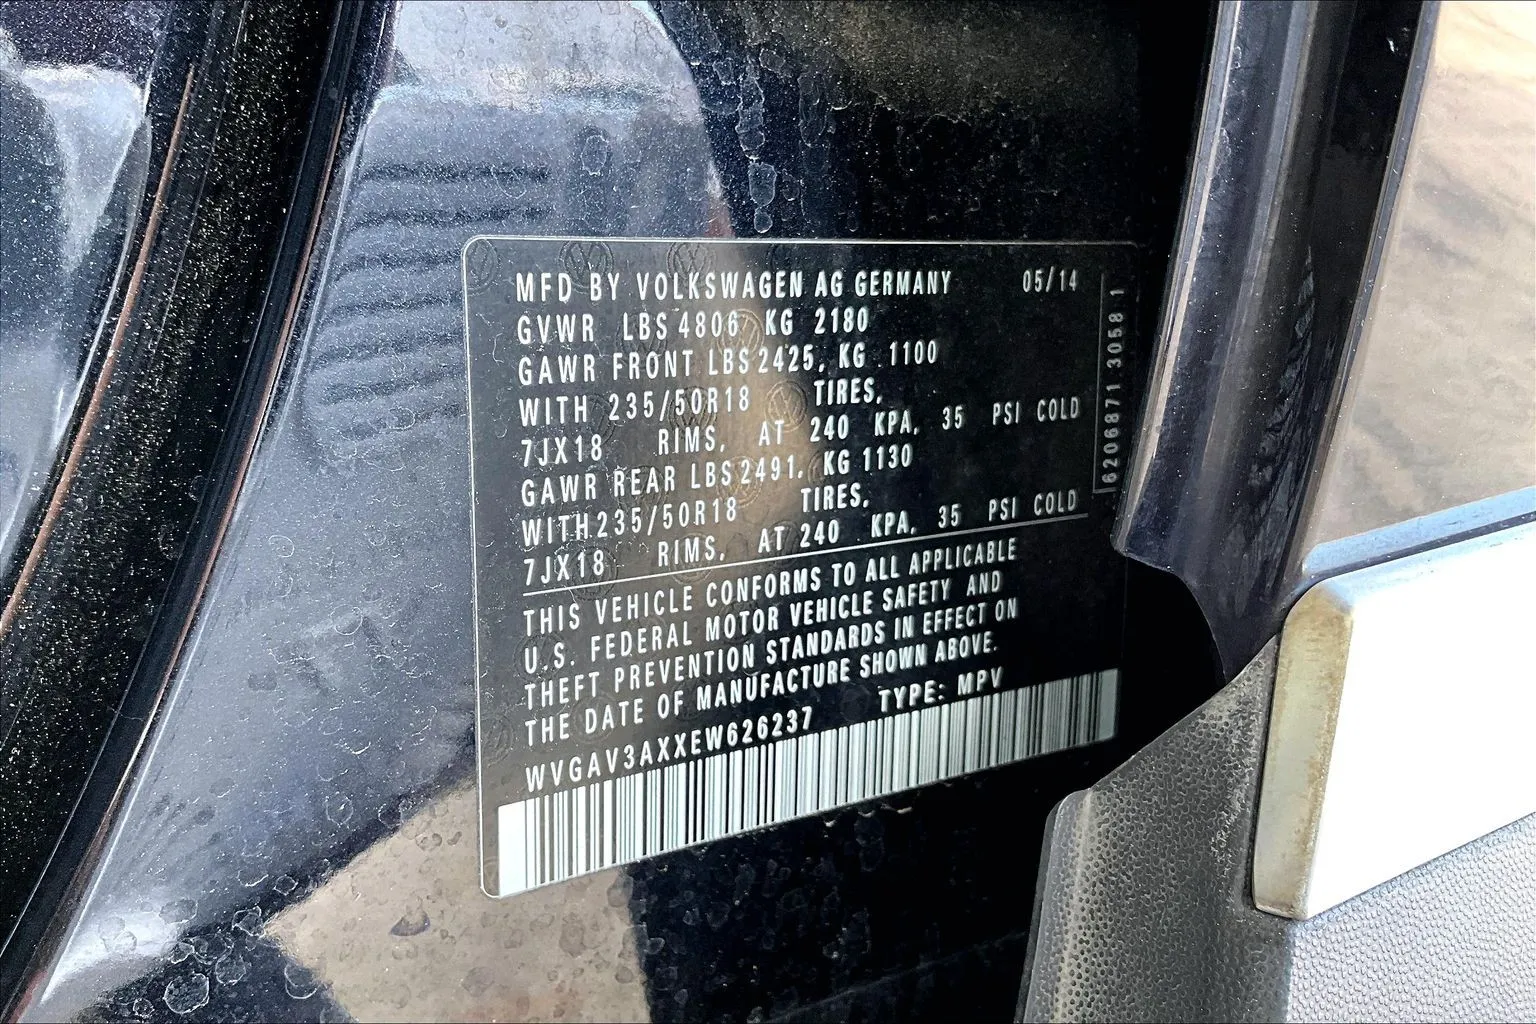 MFD BY VOLKSWAGEN AG GERMANY 05/14
GVWR LBS 4806 KG 2180
GAWR FRONT LBS 2425, KG 1100
WITH 235/50R18 TIRES,
7JX18 RIMS, AT 240 KPA, 35 PSI COLD
GAWR REAR LBS 2491, KG 1130
WITH 235/50R18 TIRES,
7JX18 RIMS, AT 240 KPA, 35 PSI COLD
THIS VEHICLE CONFORMS TO ALL APPLICABLE
U.S. FEDERAL MOTOR VEHICLE SAFETY AND
THEFT PREVENTION STANDARDS IN EFFECT ON
THE DATE OF MANUFACTURE SHOWN ABOVE.
WVGAV3AXXEW626237 TYPE: MPV
6206871 3058 1